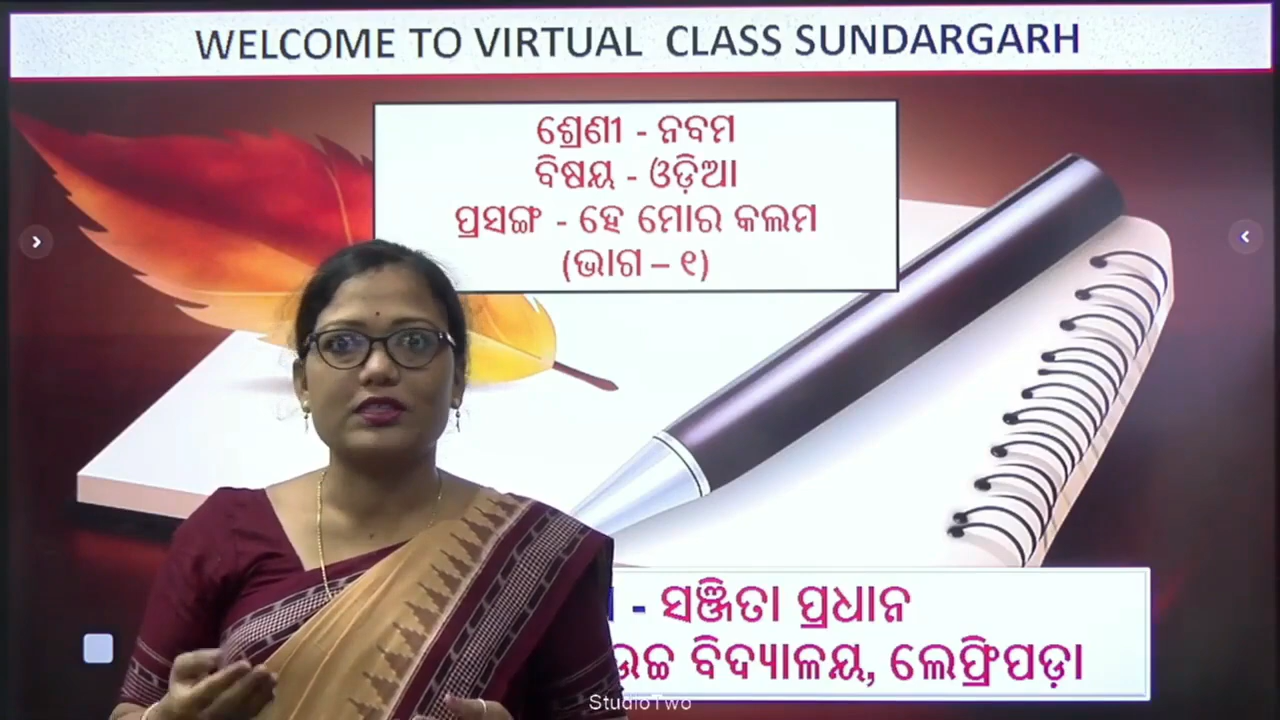 WELCOME TO VIRTUAL CLASS SUNDARGARH
ଶ୍ରେଣୀ - ନବମ
ବିଷୟ - ଓଡ଼ିଆ
ପ୍ରସଙ୍ଗ - ହେ ମୋର କଲମ
(ଭାଗ – ୧)
- ସଞ୍ଜିତା ପ୍ରଧାନ
ବିଦ୍ୟାଳୟ, ଲେଫ୍ରିପଡ଼ା
StudioTwo